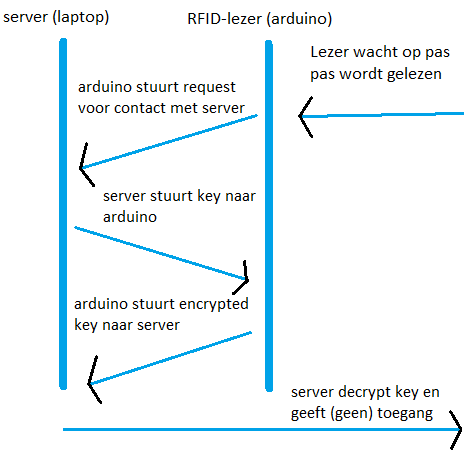 server (laptop)
RFID-lezer (arduino)
Lezer wacht op pas
pas wordt gelezen
arduino stuurt request
voor contact met server
server stuurt key naar
arduino
arduino stuurt encrypted
key naar server
server decrypt key en
geeft (geen) toegang